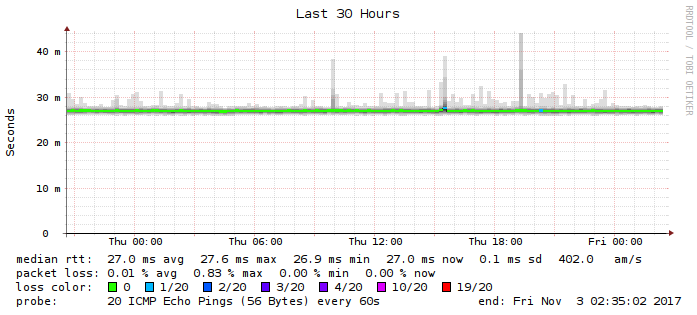 Last 30 Hours
RRDTOOL / TOBI OETIKER
Seconds
40 m
30 m
20 m
10 m
0
Thu 00:00 Thu 06:00 Thu 12:00 Thu 18:00 Fri 00:00
median rtt: 27.0 ms avg 27.6 ms max 26.9 ms min 27.0 ms now 0.1 ms sd 402.0 am/s
packet loss: 0.01 % avg 0.83 % max 0.00 % min 0.00 % now
loss color: 0 1/20 2/20 3/20 4/20 10/20 19/20
probe: 20 ICMP Echo Pings (56 Bytes) every 60s end: Fri Nov 3 02:35:02 2017